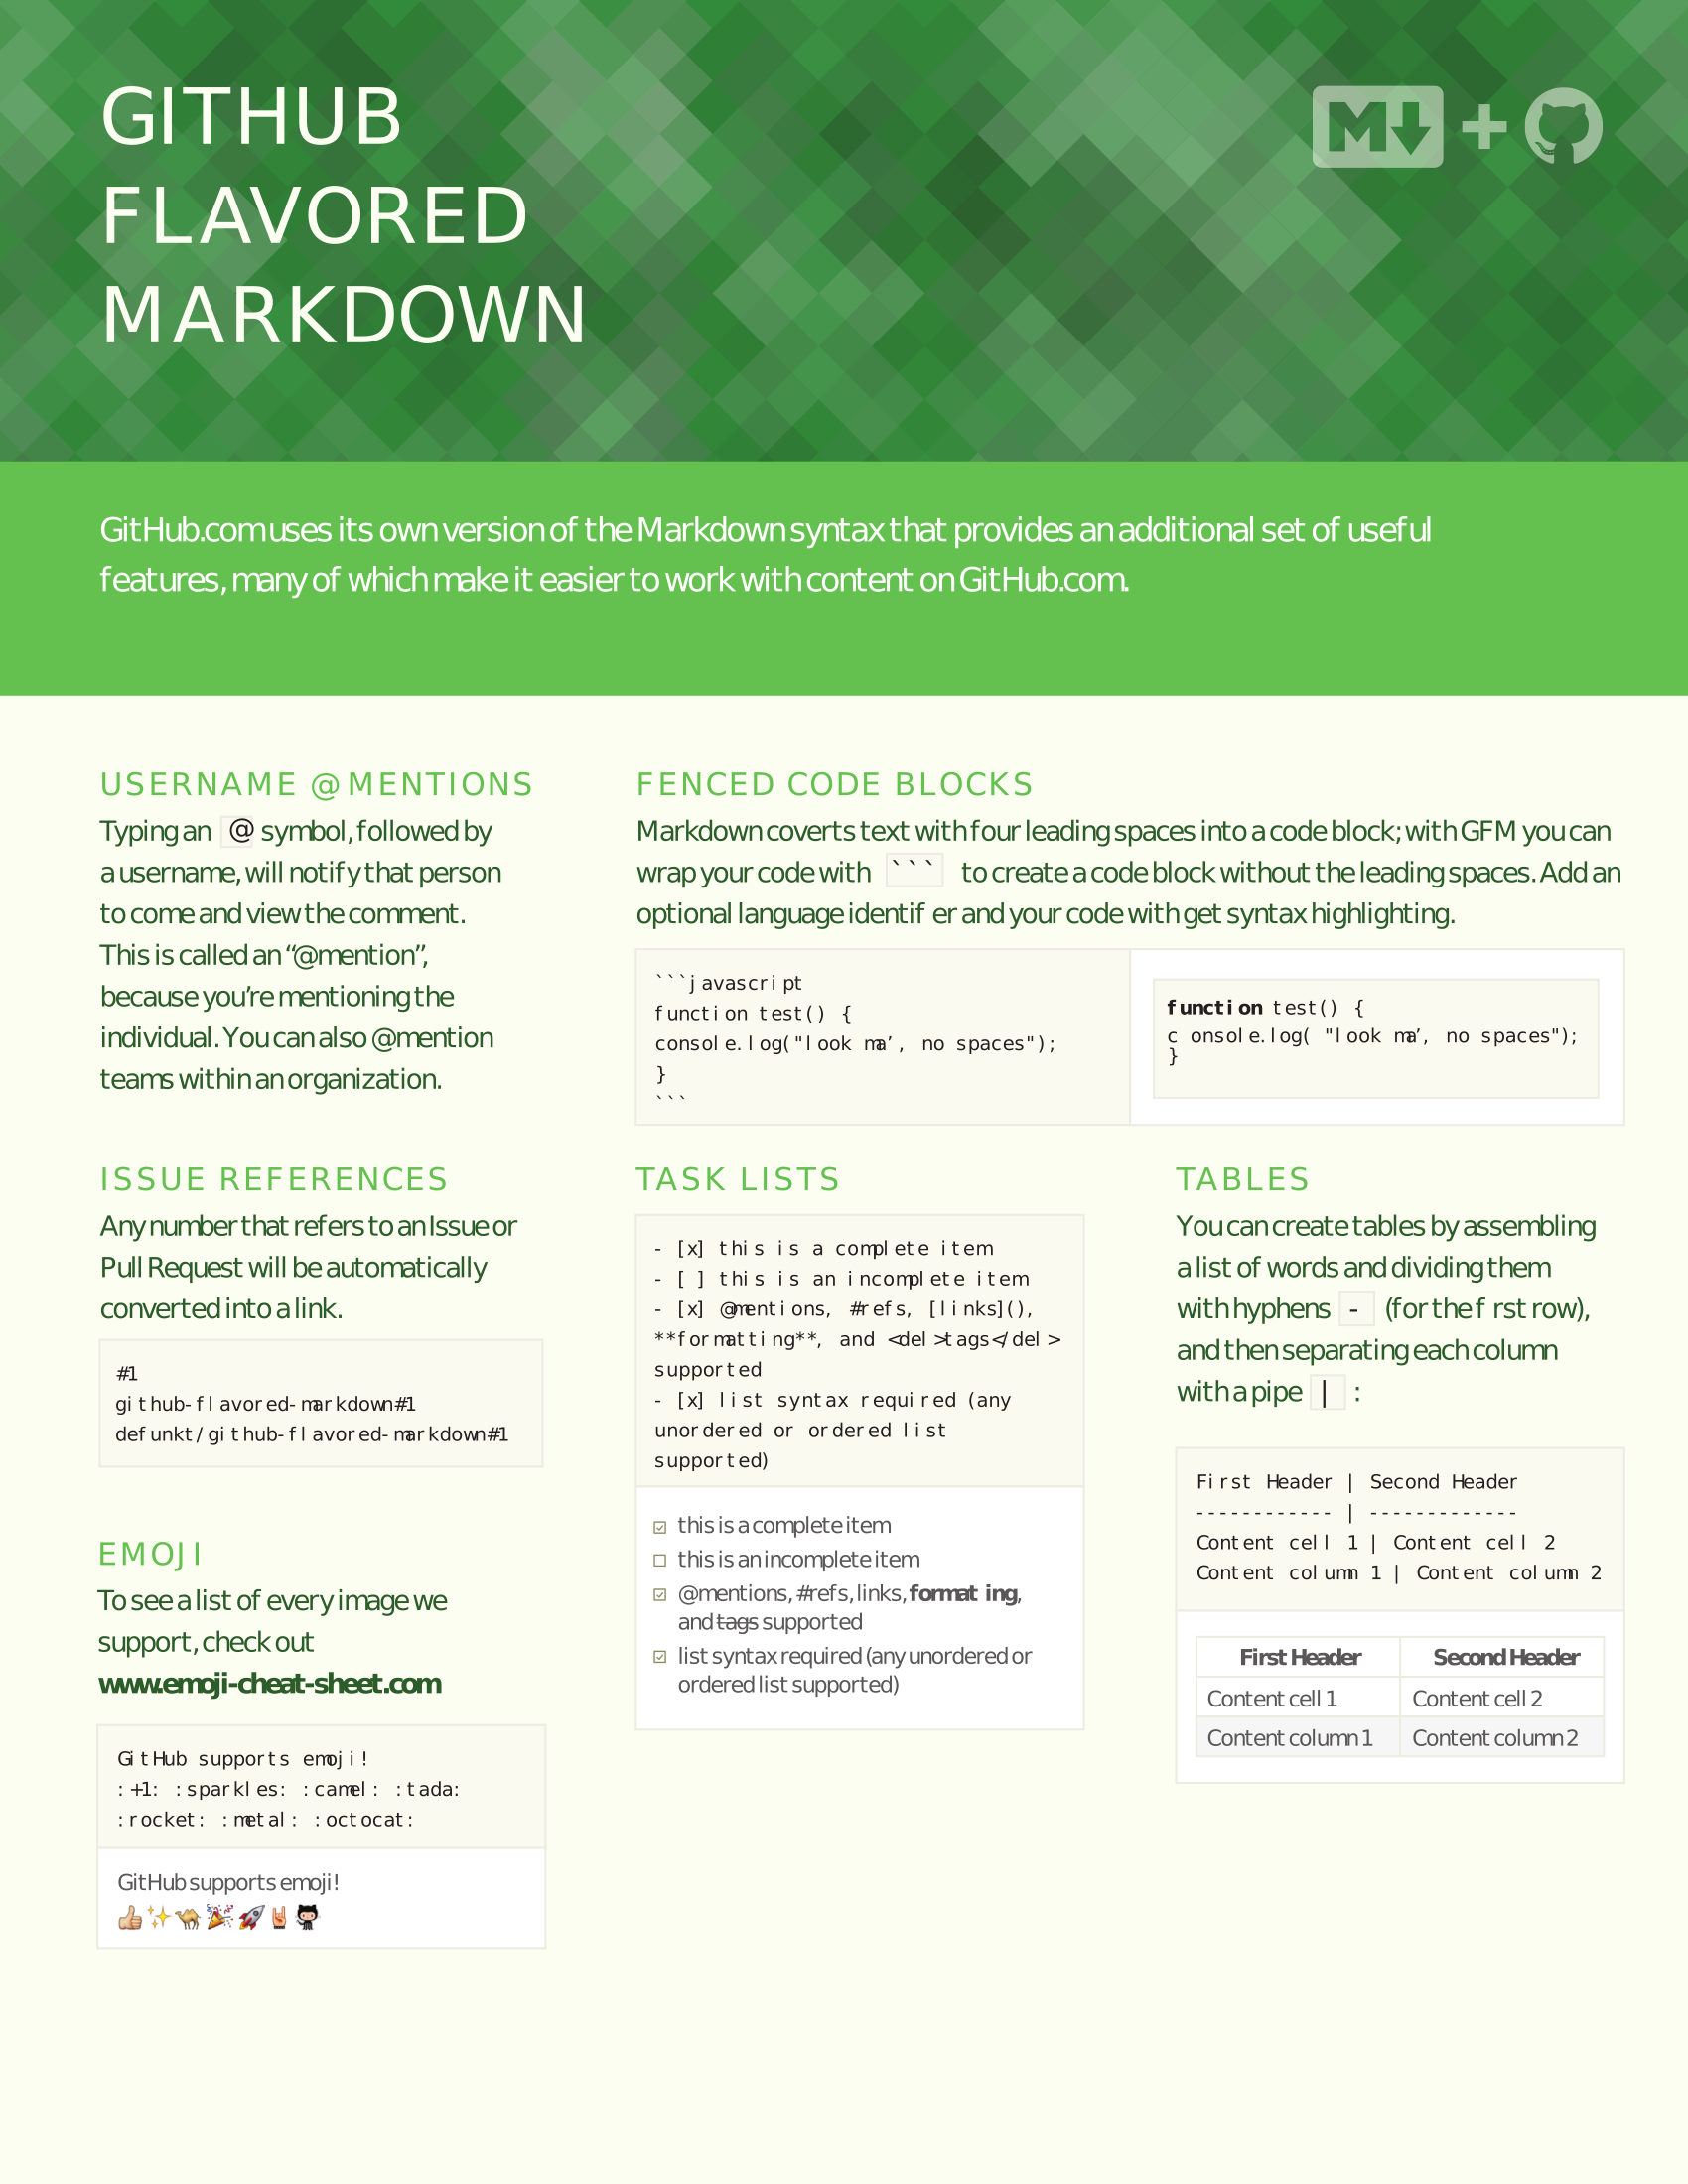 GITHUB
FLAVORED
MARKDOWN
M
GitHub.com uses its own version of the Markdown syntax that provides an additional set of useful
features, many of which make it easier to work with content on GitHub.com.
USERNAME @MENTIONS
Typing an @ symbol, followed by
a username, will notify that person
to come and view the comment.
This is called an “@mention”,
because you’re mentioning the
individual. You can also @mention
teams within an organization.
FENCED CODE BLOCKS
Markdown coverts text with four leading spaces into a code block; with GFM you can
wrap your code with ``` to create a code block without the leading spaces. Add an
optional language identif er and your code with get syntax highlighting.
```javascript
function test() {
console.log("look ma’, no spaces");
}
```
function test() {
c onsole.log( "look ma’, no spaces");
}
ISSUE REFERENCES
Any number that refers to an Issue or
Pull Request will be automatically
converted into a link.
#1
github-flavored-markdown#1
defunkt/github-flavored-markdown#1
EMOJI
To see a list of every image we
support, check out
www.emoji-cheat-sheet.com
GitHub supports emoji!
:+1: :sparkles: :camel: :tada:
:rocket: :metal: :octocat:
GitHub supports emoji!
TASK LISTS
- [x] this is a complete item
- [ ] this is an incomplete item
- [x] @mentions, #refs, [links](),
**formatting**, and <del>tags</del>
supported
- [x] list syntax required (any
unordered or ordered list
supported)
this is a complete item
this is an incomplete item
@mentions, #refs, links, format ing,
and tags supported
list syntax required (any unordered or
ordered list supported)
TABLES
You can create tables by assembling
a list of words and dividing them
with hyphens - (for the f rst row),
and then separating each column
with a pipe | :
First Header | Second Header
------------ | -------------
Content cell 1 | Content cell 2
Content column 1 | Content column 2
First Header Second Header
Content cell 1 Content cell 2
Content column 1 Content column 2